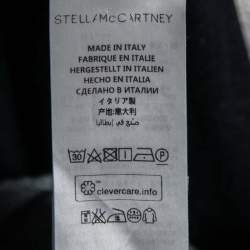 STELLA McCARTNEY
MADE IN ITALY
FABRIQUE EN ITALIE
HERGESTELLT IN ITALIEN
HECHO EN ITALIA
СДЕЛАНО В ИТАЛИИ
イタリア製
产地:意大利
صنع في إيطاليا
30 P
clevercare.info